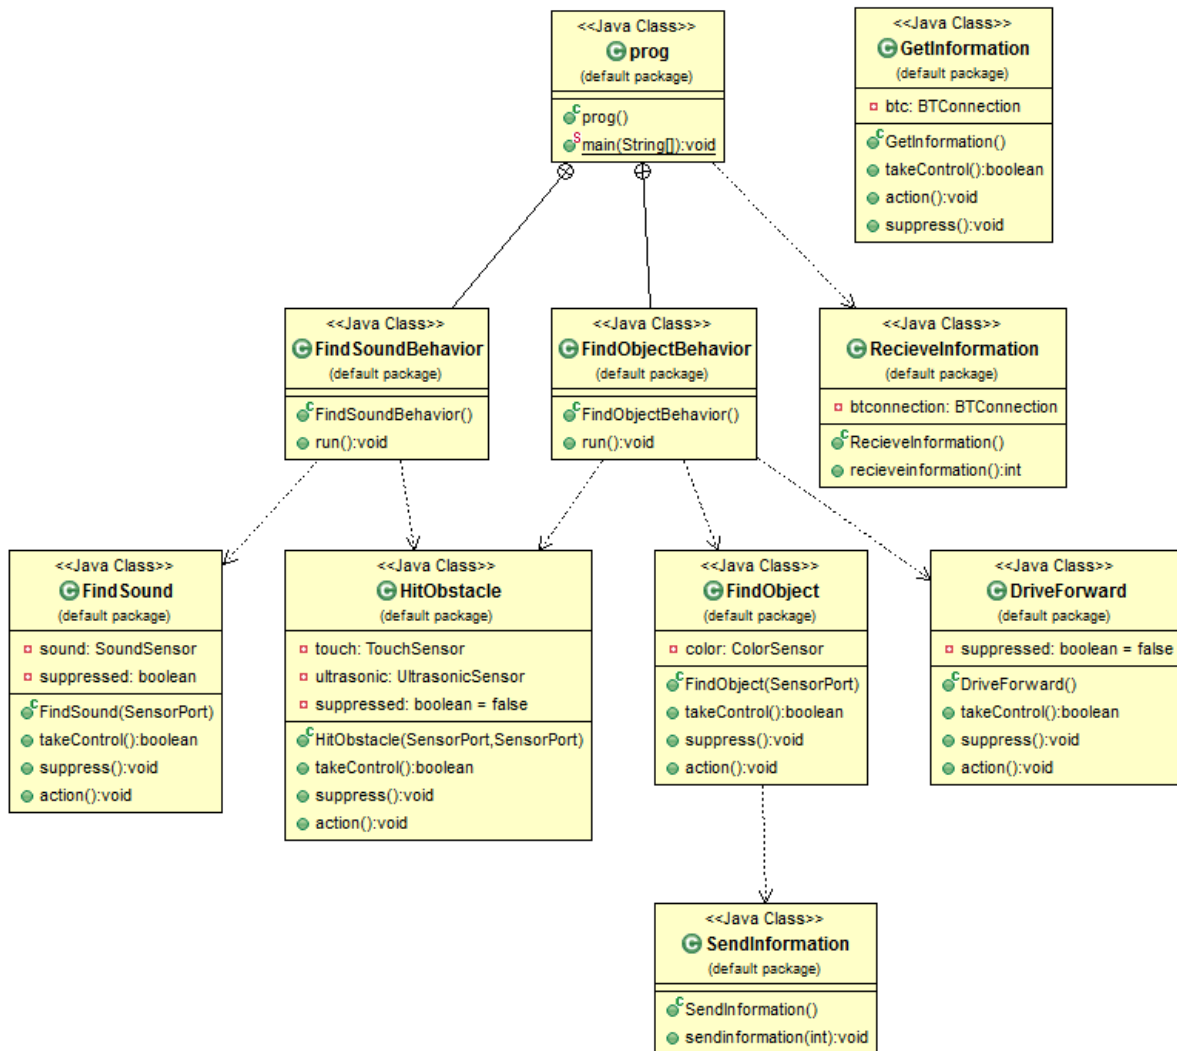 <<Java Class>>
prog
(default package)
prog()
main(String[]):void
<<Java Class>>
GetInformation
(default package)
btc: BTConnection
GetInformation()
takeControl():boolean
action():void
suppress():void
<<Java Class>>
FindSoundBehavior
(default package)
FindSoundBehavior()
run():void
<<Java Class>>
FindObjectBehavior
(default package)
FindObjectBehavior()
run():void
<<Java Class>>
RecieveInformation
(default package)
btconnection: BTConnection
RecieveInformation()
recieveinformation():int
<<Java Class>>
FindSound
(default package)
sound: SoundSensor
suppressed: boolean
FindSound(SensorPort)
takeControl():boolean
suppress():void
action():void
<<Java Class>>
HitObstacle
(default package)
touch: TouchSensor
ultrasonic: UltrasonicSensor
suppressed: boolean = false
HitObstacle(SensorPort,SensorPort)
takeControl():boolean
suppress():void
action():void
<<Java Class>>
FindObject
(default package)
color: ColorSensor
FindObject(SensorPort)
takeControl():boolean
suppress():void
action():void
<<Java Class>>
DriveForward
(default package)
suppressed: boolean = false
DriveForward()
takeControl():boolean
suppress():void
action():void
<<Java Class>>
SendInformation
(default package)
SendInformation()
sendinformation(int):void